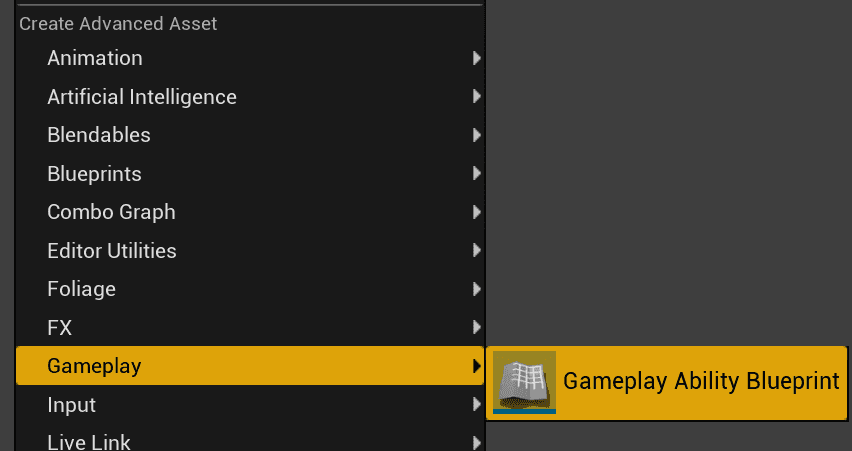 Create Advanced Asset
Animation
Artificial Intelligence
Blendables
Blueprints
Combo Graph
Editor Utilities
Foliage
FX
Gameplay
Gameplay Ability Blueprint
Input
Live Link